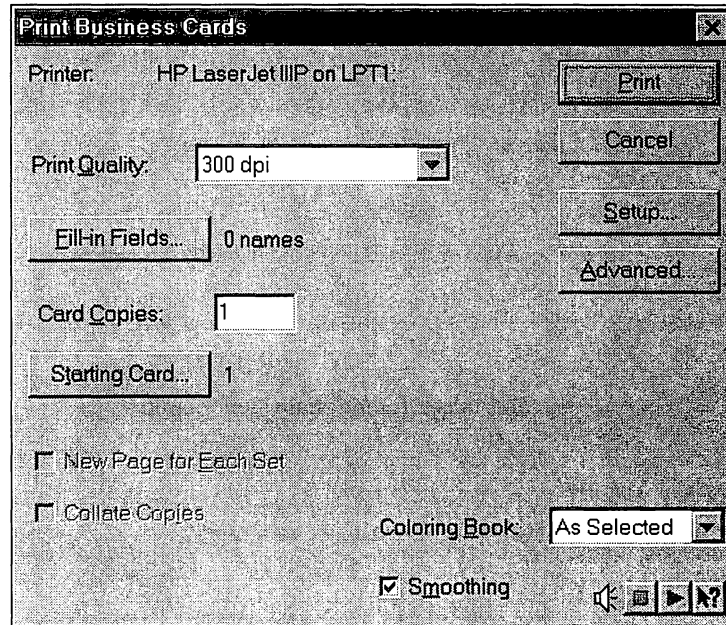 Print Business Cards
Printer: HP LaserJet IIIP on LPT1:
Print
Cancel
Print Quality: 300 dpi
Setup...
Fill-in Fields... 0 names
Advanced...
Card Copies: 1
Starting Card... 1
New Page for Each Set
Collate Copies
Coloring Book: As Selected
Smoothing
?